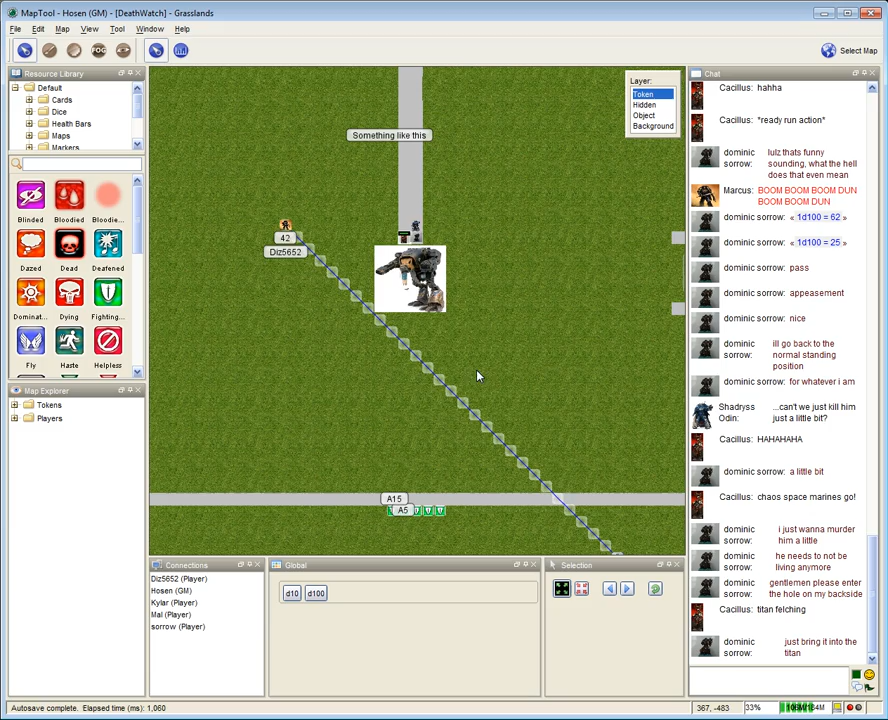 MapTool - Hosen (GM) - [DeathWatch] - Grasslands
File Edit Map View Tool Window Help
FOG
Select Map
Resource Library
Default
Cards
Dice
Health Bars
Maps
Markers
Blinded Bloodied Bloodie...
Dazed Dead Deafened
Dominat... Dying Fighting...
Fly Haste Helpless
Map Explorer
Tokens
Players
Something like this
Layer:
Token
Hidden
Object
Background
42
Diz5652
A15
A5
Connections
Diz5652 (Player)
Hosen (GM)
Kylar (Player)
Mal (Player)
sorrow (Player)
Global
d10 d100
Selection
Chat
Cacillus: hahha
Cacillus: *ready run action*
dominic sorrow: lulz thats funny
sounding, what the hell
does that even mean
Marcus: BOOM BOOM BOOM DUN
BOOM BOOM DUN
dominic sorrow: « 1d100 = 62 »
dominic sorrow: « 1d100 = 25 »
dominic sorrow: pass
dominic sorrow: appeasement
dominic sorrow: nice
dominic sorrow: ill go back to the
normal standing
position
dominic sorrow: for whatever i am
Shadryss Odin: ...can't we just kill him
just a little bit?
Cacillus: HAHAHAHA
dominic sorrow: a little bit
Cacillus: chaos space marines go!
dominic sorrow: i just wanna murder
him a little
dominic sorrow: he needs to not be
living anymore
dominic sorrow: gentlemen please enter
the hole on my backside
Cacillus: titan felching
dominic sorrow: just bring it into the
titan
Autosave complete. Elapsed time (ms): 1,060
367, -483
33%